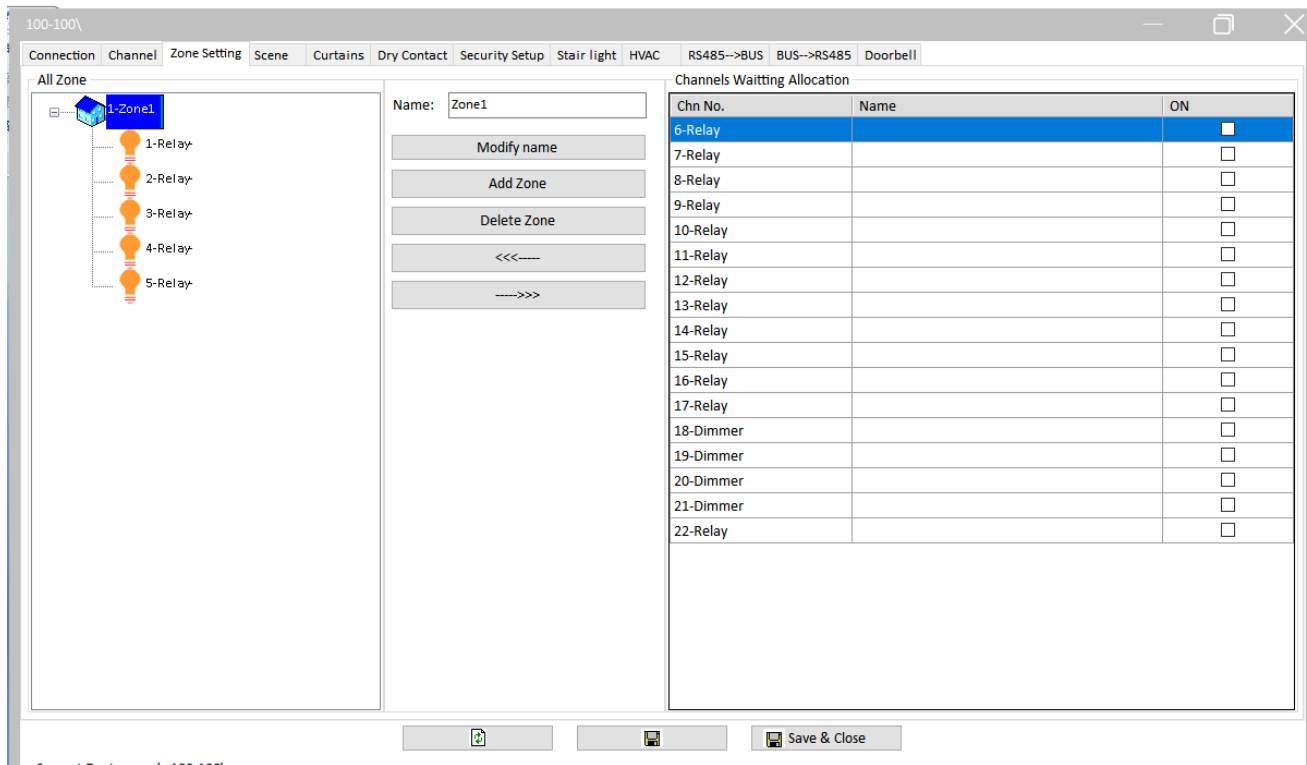 100-100\
Connection Channel Zone Setting Scene Curtains Dry Contact Security Setup Stair light HVAC RS485-->BUS BUS-->RS485 Doorbell
All Zone
1-Zone1
1-Relay-
2-Relay-
3-Relay-
4-Relay-
5-Relay-
Name: Zone1
Modify name
Add Zone
Delete Zone
<<<-----
----->>>
Channels Waitting Allocation
Chn No. Name ON
6-Relay
7-Relay
8-Relay
9-Relay
10-Relay
11-Relay
12-Relay
13-Relay
14-Relay
15-Relay
16-Relay
17-Relay
18-Dimmer
19-Dimmer
20-Dimmer
21-Dimmer
22-Relay
Save & Close